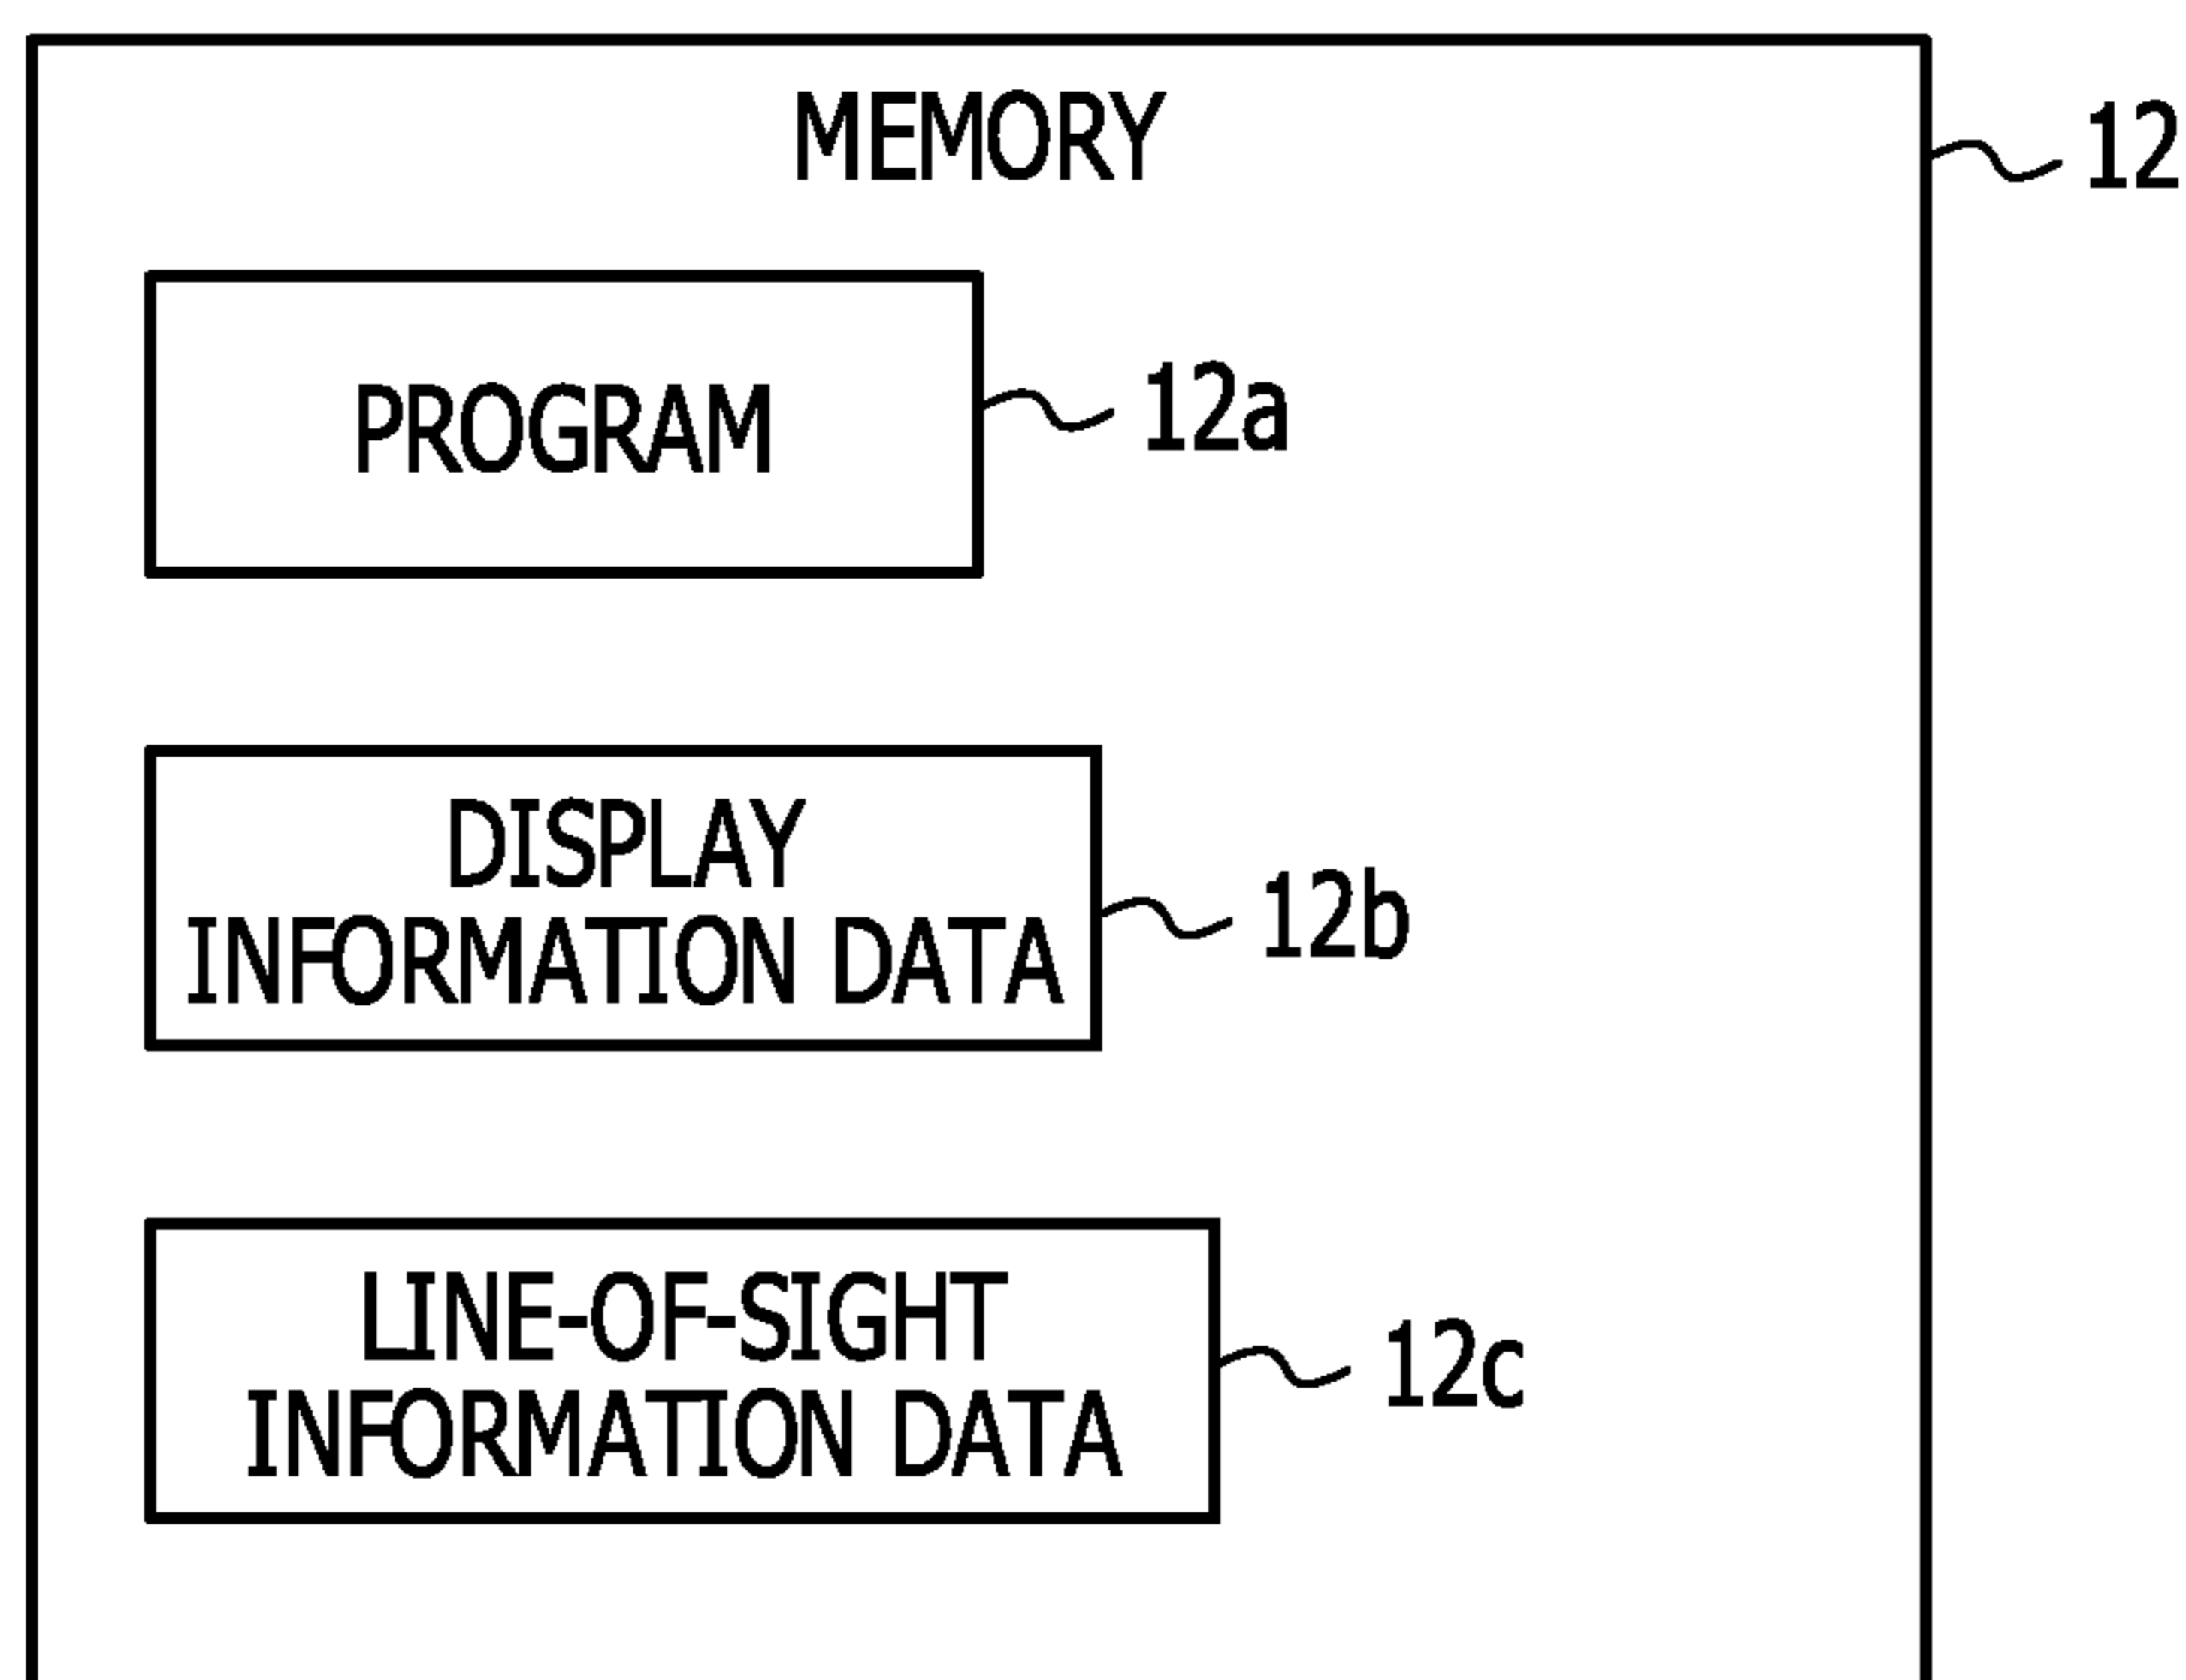 MEMORY
12
PROGRAM
12a
DISPLAY
INFORMATION DATA
12b
LINE-OF-SIGHT
INFORMATION DATA
12c